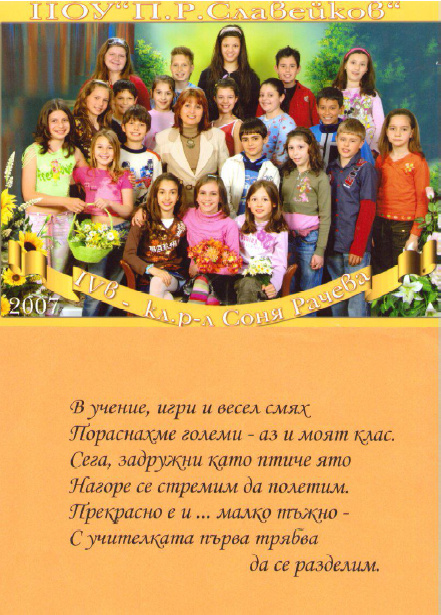 ПОУ"П.Р.Славейков"
2007
IVв - кл.р-л Соня Рачева
В учение, игри и весел смях
Пораснахме големи - аз и моят клас.
Сега, задружни като птиче ято
Нагоре се стремим да полетим.
Прекрасно е и ... малко тъжно -
С учителката първа трябва
да се разделим.